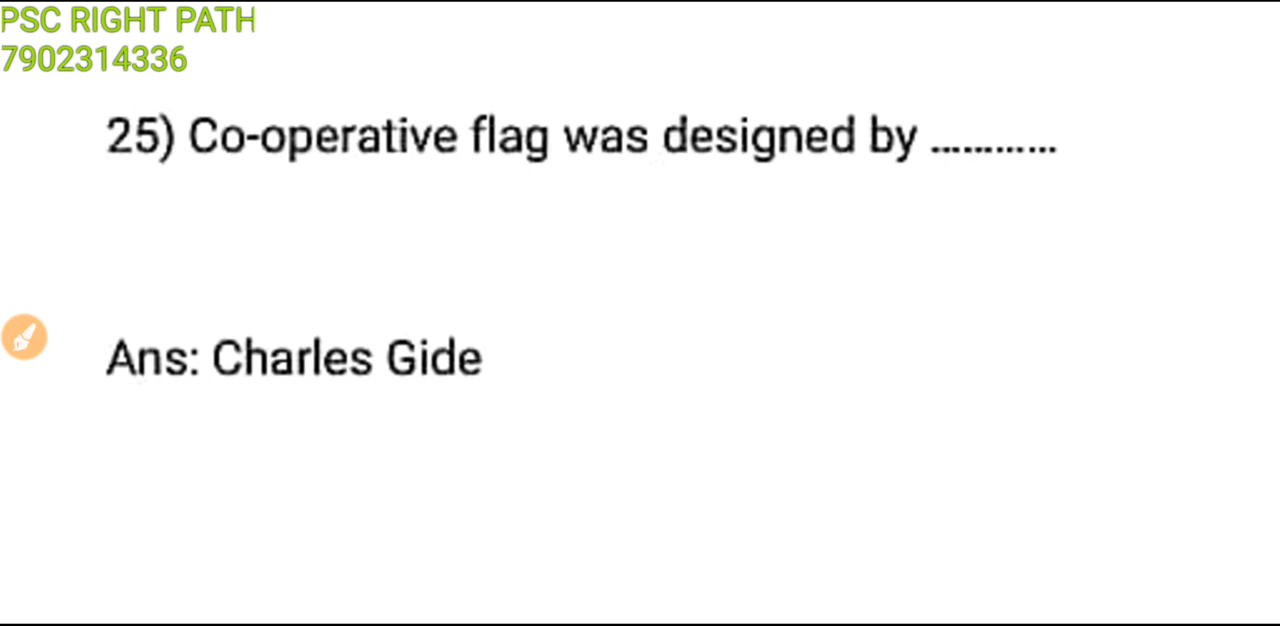 PSC RIGHT PATH
7902314336
25) Co-operative flag was designed by ............
Ans: Charles Gide